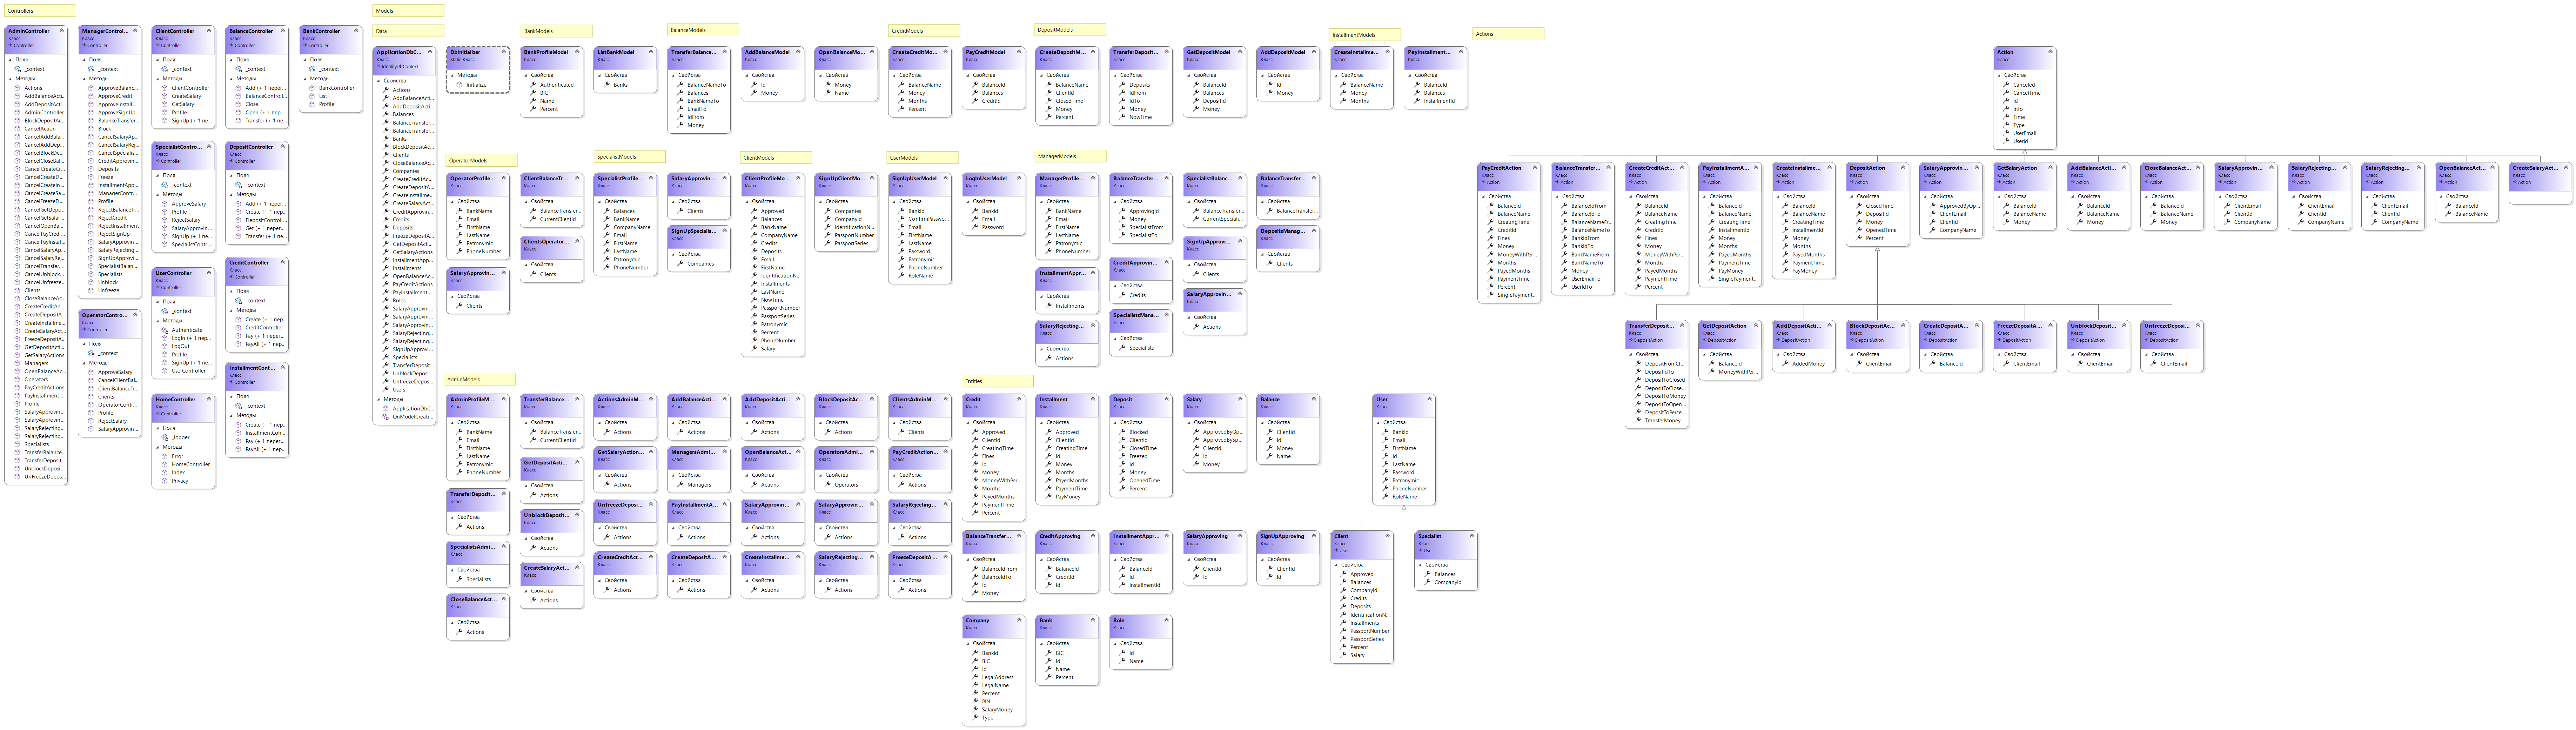 Controllers
AdminController
Класс
➔ Controller
Поля
_context
Методы
Actions
AddBalanceActi...
AddDepositActi...
AdminController
BlockDepositAc...
CancelAction
CancelAddBala...
CancelAddDep...
CancelBlockDe...
CancelCloseBal...
CancelCreateCr...
CancelCreateD...
CancelCreateIn...
CancelCreateSa...
CancelFreezeD...
CancelGetDepo...
CancelGetSalar...
CancelOpenBal...
CancelPayCredi...
CancelPayInstal...
CancelSalaryAp...
CancelSalaryRej...
CancelTransfer...
CancelUnblock...
CancelUnfreeze...
Clients
CloseBalanceAc...
CreateCreditAc...
CreateDepositA...
CreateInstallme...
CreateSalaryAct...
FreezeDepositA...
GetDepositActi...
GetSalaryActions
Managers
OpenBalanceAc...
Operators
PayCreditActions
PayInstallment...
Profile
SalaryApprovin...
SalaryApprovin...
SalaryRejecting...
SalaryRejecting...
Specialists
TransferBalance...
TransferDeposit...
UnblockDeposi...
UnFreezeDepos...
ManagerControl...
Класс
➔ Controller
Поля
_context
Методы
ApproveBalanc...
ApproveCredit
ApproveInstall...
ApproveSignUp
BalanceTransfer...
Block
CancelSalaryAp...
CancelSalaryRej...
CancelSpecialis...
CreditApprovin...
Deposits
Freeze
InstallmentApp...
ManagerContr...
Profile
RejectBalanceTr...
RejectCredit
RejectInstallment
RejectSignUp
SalaryApprovin...
SalaryRejecting...
SignUpApprovi...
SpecialistBalan...
Specialists
Unblock
Unfreeze
OperatorContro...
Класс
➔ Controller
Поля
_context
Методы
ApproveSalary
CancelClientBal...
ClientBalanceTr...
Clients
OperatorContr...
Profile
RejectSalary
SalaryApprovin...
ClientController
Класс
➔ Controller
Поля
_context
Методы
ClientController
CreateSalary
GetSalary
Profile
SignUp (+ 1 пе...
SpecialistContro...
Класс
➔ Controller
Поля
_context
Методы
ApproveSalary
Profile
RejectSalary
SalaryApprovin...
SignUp (+ 1 пе...
SpecialistContr...
UserController
Класс
➔ Controller
Поля
_context
Методы
Authenticate
LogIn (+ 1 пер...
LogOut
Profile
SignUp (+ 1 пе...
UserController
HomeController
Класс
➔ Controller
Поля
_logger
Методы
Error
HomeController
Index
Privacy
BalanceController
Класс
➔ Controller
Поля
_context
Методы
Add (+ 1 перег...
BalanceControll...
Close
Open (+ 1 пер...
Transfer (+ 1 п...
DepositController
Класс
➔ Controller
Поля
_context
Методы
Add (+ 1 перег...
Create (+ 1 пер...
DepositControll...
Get (+ 1 перег...
Transfer (+ 1 п...
CreditController
Класс
➔ Controller
Поля
_context
Методы
Create (+ 1 пер...
CreditController
Pay (+ 1 перег...
PayAll (+ 1 пер...
InstallmentCont...
Класс
➔ Controller
Поля
_context
Методы
Create (+ 1 пер...
InstallmentCon...
Pay (+ 1 перег...
PayAll (+ 1 пер...
BankController
Класс
➔ Controller
Поля
_context
Методы
BankController
List
Profile
Models
Data
ApplicationDbC...
Класс
➔ IdentityDbContext
Свойства
Actions
AddBalanceActi...
AddDepositActi...
Balances
BalanceTransfer...
BalanceTransfer...
Banks
BlockDepositAc...
Clients
CloseBalanceAc...
Companies
CreateCreditAc...
CreateDepositA...
CreateInstallme...
CreateSalaryAct...
CreditApprovin...
Credits
Deposits
FreezeDepositA...
GetDepositActi...
GetSalaryActions
InstallmentApp...
Installments
OpenBalanceAc...
PayCreditActions
PayInstallment...
Roles
SalaryApprovin...
SalaryApprovin...
SalaryApprovin...
SalaryRejecting...
SalaryRejecting...
SignUpApprovi...
Specialists
TransferDeposit...
UnblockDeposi...
UnfreezeDepos...
Users
Методы
ApplicationDbC...
OnModelCreati...
DbInitializer
Static Класс
Методы
Initialize
BankModels
BankProfileModel
Класс
Свойства
Authenticated
BIC
Name
Percent
ListBankModel
Класс
Свойства
Banks
BalanceModels
TransferBalance...
Класс
Свойства
BalanceNameTo
Balances
BankNameTo
EmailTo
IdFrom
Money
AddBalanceModel
Класс
Свойства
Id
Money
OpenBalanceMo...
Класс
Свойства
Money
Name
CreditModels
CreateCreditMo...
Класс
Свойства
BalanceName
Money
Months
Percent
PayCreditModel
Класс
Свойства
BalanceId
Balances
CreditId
DepositModels
CreateDepositM...
Класс
Свойства
BalanceName
ClientId
ClosedTime
Money
Percent
TransferDeposit...
Класс
Свойства
Deposits
IdFrom
IdTo
Money
NowTime
GetDepositModel
Класс
Свойства
BalanceId
Balances
DepositId
Money
AddDepositModel
Класс
Свойства
Id
Money
InstallmentModels
CreateInstallme...
Класс
Свойства
BalanceName
Money
Months
PayInstallment...
Класс
Свойства
BalanceId
Balances
InstallmentId
OperatorModels
OperatorProfile...
Класс
Свойства
BankName
Email
FirstName
LastName
Patronymic
PhoneNumber
SalaryApprovin...
Класс
Свойства
Clients
ClientBalanceTr...
Класс
Свойства
BalanceTransfer...
CurrentClientId
ClientsOperator...
Класс
Свойства
Clients
SpecialistModels
SpecialistProfile...
Класс
Свойства
Balances
BankName
CompanyName
Email
FirstName
LastName
Patronymic
PhoneNumber
SalaryApprovin...
Класс
Свойства
Clients
SignUpSpecialis...
Класс
Свойства
Companies
ClientModels
ClientProfileMo...
Класс
Свойства
Approved
Balances
BankName
CompanyName
Credits
Deposits
Email
FirstName
IdentificationN...
Installments
LastName
NowTime
PassportNumber
PassportSeries
Patronymic
Percent
PhoneNumber
Salary
SignUpClientMo...
Класс
Свойства
Companies
CompanyId
IdentificationN...
PassportNumber
PassportSeries
UserModels
SignUpUserModel
Класс
Свойства
BankId
ConfirmPasswo...
Email
FirstName
LastName
Password
Patronymic
PhoneNumber
RoleName
LogInUserModel
Класс
Свойства
BankId
Email
Password
ManagerModels
ManagerProfile...
Класс
Свойства
BankName
Email
FirstName
LastName
Patronymic
PhoneNumber
InstallmentAppr...
Класс
Свойства
Installments
SalaryRejecting...
Класс
Свойства
Actions
BalanceTransfer...
Класс
Свойства
ApprovingId
Money
SpecialistFrom
SpecialistTo
CreditApprovin...
Класс
Свойства
Credits
SpecialistsMana...
Класс
Свойства
Specialists
SpecialistBalanc...
Класс
Свойства
BalanceTransfer...
CurrentSpeciali...
SignUpApprovi...
Класс
Свойства
Clients
SalaryApprovin...
Класс
Свойства
Actions
BalanceTransfer...
Класс
Свойства
BalanceTransfer...
DepositsManag...
Класс
Свойства
Clients
AdminModels
AdminProfileM...
Класс
Свойства
BankName
Email
FirstName
LastName
Patronymic
PhoneNumber
TransferDeposit...
Класс
Свойства
Actions
SpecialistsAdmi...
Класс
Свойства
Specialists
CloseBalanceAct...
Класс
Свойства
Actions
TransferBalance...
Класс
Свойства
BalanceTransfer...
CurrentClientId
GetDepositActi...
Класс
Свойства
Actions
UnblockDeposit...
Класс
Свойства
Actions
CreateSalaryAct...
Класс
Свойства
Actions
ActionsAdminM...
Класс
Свойства
Actions
GetSalaryAction...
Класс
Свойства
Actions
UnFreezeDeposi...
Класс
Свойства
Actions
CreateCreditAct...
Класс
Свойства
Actions
AddBalanceActi...
Класс
Свойства
Actions
ManagersAdmi...
Класс
Свойства
Managers
PayInstallmentA...
Класс
Свойства
Actions
CreateDepositA...
Класс
Свойства
Actions
AddDepositActi...
Класс
Свойства
Actions
OpenBalanceAct...
Класс
Свойства
Actions
SalaryApprovin...
Класс
Свойства
Actions
CreateInstallme...
Класс
Свойства
Actions
BlockDepositAc...
Класс
Свойства
Actions
OperatorsAdmi...
Класс
Свойства
Operators
SalaryApprovin...
Класс
Свойства
Actions
SalaryRejecting...
Класс
Свойства
Actions
ClientsAdminM...
Класс
Свойства
Clients
PayCreditAction...
Класс
Свойства
Actions
SalaryRejecting...
Класс
Свойства
Actions
FreezeDepositA...
Класс
Свойства
Actions
Entities
Credit
Класс
Свойства
Approved
ClientId
CreatingTime
Fines
Id
Money
MoneyWithPer...
Months
PayedMonths
PaymentTime
Percent
Installment
Класс
Свойства
Approved
ClientId
CreatingTime
Id
Money
Months
PayedMonths
PaymentTime
PayMoney
Deposit
Класс
Свойства
Blocked
ClientId
ClosedTime
Freezed
Id
Money
OpenedTime
Percent
Salary
Класс
Свойства
ApprovedByOp...
ApprovedBySp...
ClientId
Id
Money
Balance
Класс
Свойства
ClientId
Id
Money
Name
User
Класс
Свойства
BankId
Email
FirstName
Id
LastName
Password
Patronymic
PhoneNumber
RoleName
BalanceTransfer...
Класс
Свойства
BalanceIdFrom
BalanceIdTo
Id
Money
CreditApproving
Класс
Свойства
BalanceId
CreditId
Id
InstallmentAppr...
Класс
Свойства
BalanceId
Id
InstallmentId
SalaryApproving
Класс
Свойства
ClientId
Id
SignUpApproving
Класс
Свойства
ClientId
Id
Client
Класс
➔ User
Свойства
Approved
Balances
CompanyId
Credits
Deposits
IdentificationN...
Installments
PassportNumber
PassportSeries
Percent
Salary
Specialist
Класс
➔ User
Свойства
Balances
CompanyId
Company
Класс
Свойства
BankId
BIC
Id
LegalAddress
LegalName
Percent
PIN
SalaryMoney
Type
Bank
Класс
Свойства
BIC
Id
Name
Percent
Role
Класс
Свойства
Id
Name
Actions
Action
Класс
Свойства
Canceled
CancelTime
Id
Info
Time
Type
UserEmail
UserId
PayCreditAction
Класс
➔ Action
Свойства
BalanceId
BalanceName
CreatingTime
CreditId
Fines
Money
MoneyWithPer...
Months
PayedMonths
PaymentTime
Percent
SinglePayment...
BalanceTransfer...
Класс
➔ Action
Свойства
BalanceIdFrom
BalanceIdTo
BalanceNameFr...
BalanceNameTo
BankIdFrom
BankIdTo
BankNameFrom
BankNameTo
Money
UserEmailTo
UserIdTo
CreateCreditAct...
Класс
➔ Action
Свойства
BalanceId
BalanceName
CreatingTime
CreditId
Fines
Money
MoneyWithPer...
Months
PayedMonths
PaymentTime
Percent
PayInstallmentA...
Класс
➔ Action
Свойства
BalanceId
BalanceName
CreatingTime
InstallmentId
Money
Months
PayedMonths
PaymentTime
PayMoney
SinglePayment...
CreateInstallme...
Класс
➔ Action
Свойства
BalanceId
BalanceName
CreatingTime
InstallmentId
Money
Months
PayedMonths
PaymentTime
PayMoney
DepositAction
Класс
➔ Action
Свойства
ClosedTime
DepositId
Money
OpenedTime
Percent
SalaryApprovin...
Класс
➔ Action
Свойства
ApprovedByOp...
ClientEmail
ClientId
CompanyName
GetSalaryAction
Класс
➔ Action
Свойства
BalanceId
BalanceName
Money
AddBalanceActi...
Класс
➔ Action
Свойства
BalanceId
BalanceName
Money
CloseBalanceAct...
Класс
➔ Action
Свойства
BalanceId
BalanceName
Money
SalaryApprovin...
Класс
➔ Action
Свойства
ClientEmail
ClientId
CompanyName
SalaryRejecting...
Класс
➔ Action
Свойства
ClientEmail
ClientId
CompanyName
SalaryRejecting...
Класс
➔ Action
Свойства
ClientEmail
ClientId
CompanyName
OpenBalanceAct...
Класс
➔ Action
Свойства
BalanceId
BalanceName
CreateSalaryAct...
Класс
➔ Action
TransferDeposit...
Класс
➔ DepositAction
Свойства
DepositFromCl...
DepositIdTo
DepositToClosed
DepositToClose...
DepositToMoney
DepositToOpen...
DepositToPerce...
TransferMoney
GetDepositAction
Класс
➔ DepositAction
Свойства
BalanceId
MoneyWithPer...
AddDepositActi...
Класс
➔ DepositAction
Свойства
AddedMoney
BlockDepositAc...
Класс
➔ DepositAction
Свойства
ClientEmail
CreateDepositA...
Класс
➔ DepositAction
Свойства
BalanceId
FreezeDepositA...
Класс
➔ DepositAction
Свойства
ClientEmail
UnblockDeposit...
Класс
➔ DepositAction
Свойства
ClientEmail
UnfreezeDeposi...
Класс
➔ DepositAction
Свойства
ClientEmail